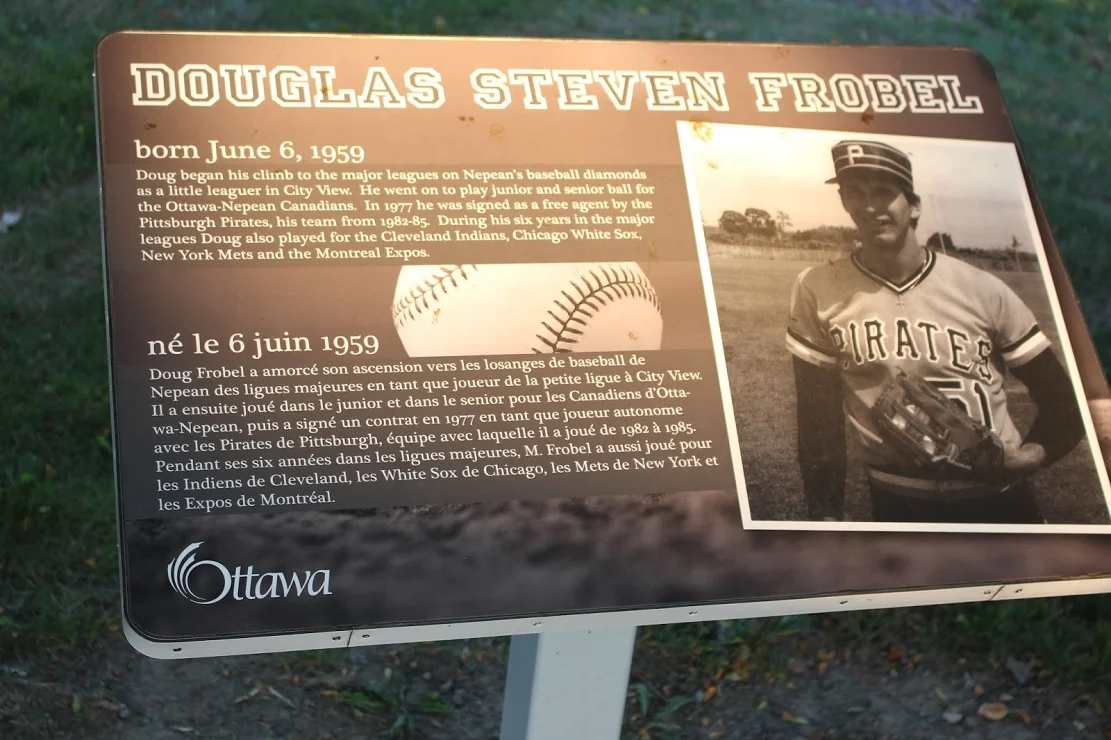 DOUGLAS STEVEN FROBEL
born June 6, 1959
Doug began his climb to the major leagues on Nepean's baseball diamonds
as a little leaguer in City View. He went on to play junior and senior ball for
the Ottawa-Nepean Canadians. In 1977 he was signed as a free agent by the
Pittsburgh Pirates, his team from 1982-85. During his six years in the major
leagues Doug also played for the Cleveland Indians, Chicago White Sox,
New York Mets and the Montreal Expos.
né le 6 juin 1959
Doug Frobel a amorcé son ascension vers les losanges de baseball de
Nepean des ligues majeures en tant que joueur de la petite ligue à City View.
Il a ensuite joué dans le junior et dans le senior pour les Canadiens d'Otta-
wa-Nepean, puis a signé un contrat en 1977 en tant que joueur autonome
avec les Pirates de Pittsburgh, équipe avec laquelle il a joué de 1982 à 1985.
Pendant ses six années dans les ligues majeures, M. Frobel a aussi joué pour
les Indiens de Cleveland, les White Sox de Chicago, les Mets de New York et
les Expos de Montréal.
P
PIRATES
51
Ottawa